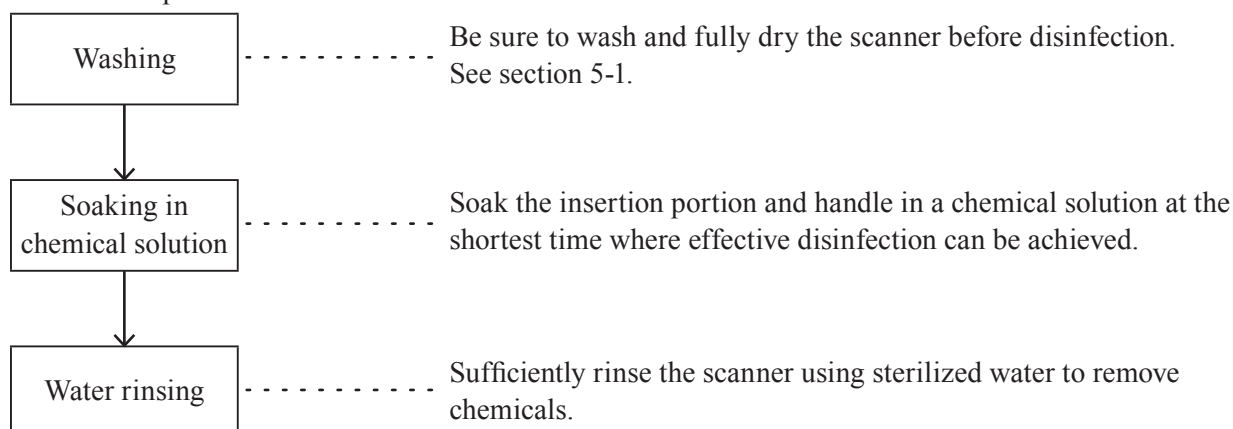 Washing
Be sure to wash and fully dry the scanner before disinfection.
See section 5-1.
Soaking in
chemical solution
Soak the insertion portion and handle in a chemical solution at the
shortest time where effective disinfection can be achieved.
Water rinsing
Sufficiently rinse the scanner using sterilized water to remove
chemicals.